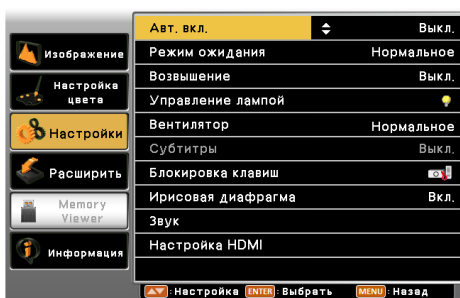 Изображение
Настройка
цвета
Настройки
Расширить
Memory
Viewer
Информация
Авт. вкл. Выкл.
Режим ожидания Нормальное
Возвышение Выкл.
Управление лампой
Вентилятор Нормальное
Субтитры Выкл.
Блокировка клавиш
Ирисовая диафрагма Вкл.
Звук
Настройка HDMI
:Настройка ENTER:Выбрать MENU:Назад